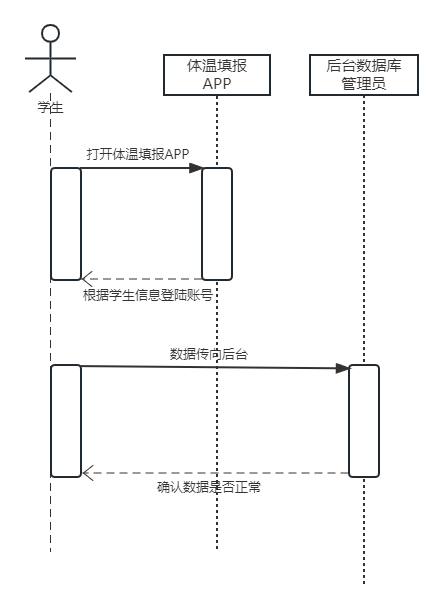 体温填报
APP
后台数据库
管理员
学生
打开体温填报APP
根据学生信息登陆账号
数据传向后台
确认数据是否正常